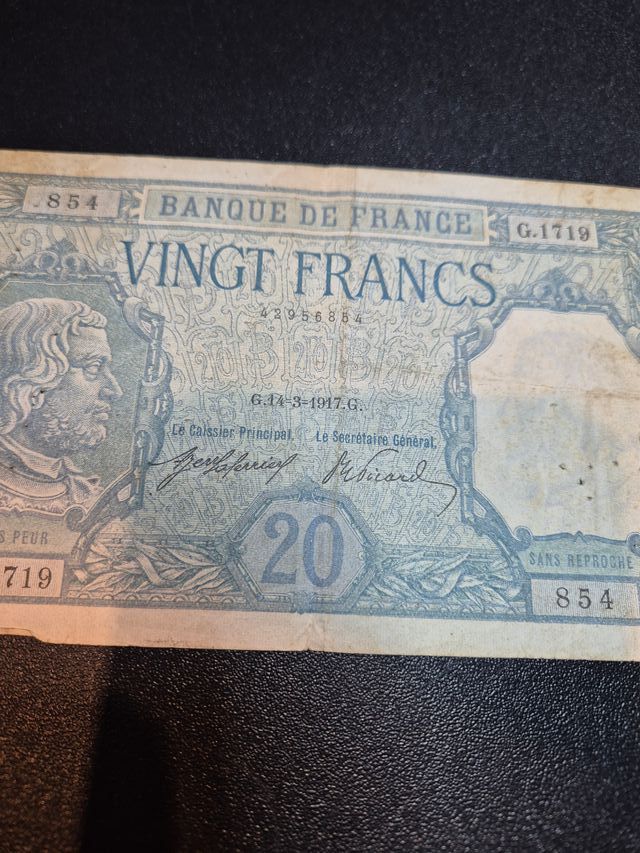 854 BANQUE DE FRANCE G.1719
VINGT FRANCS
42956854
G.14-3-1917.G.
Le Caissier Principal. Le Secrétaire Général.
20
S PEUR SANS REPROCHE
719 854